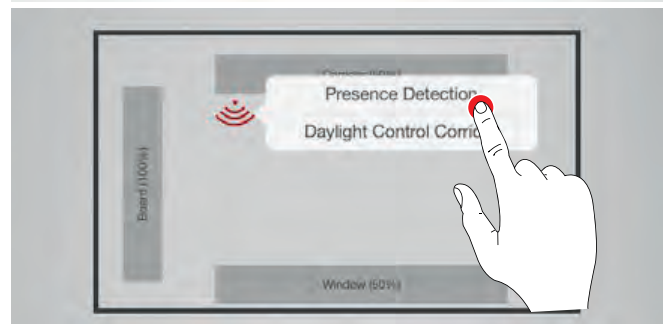 Presence Detection
Daylight Control
Board (100%)
Window (50%)